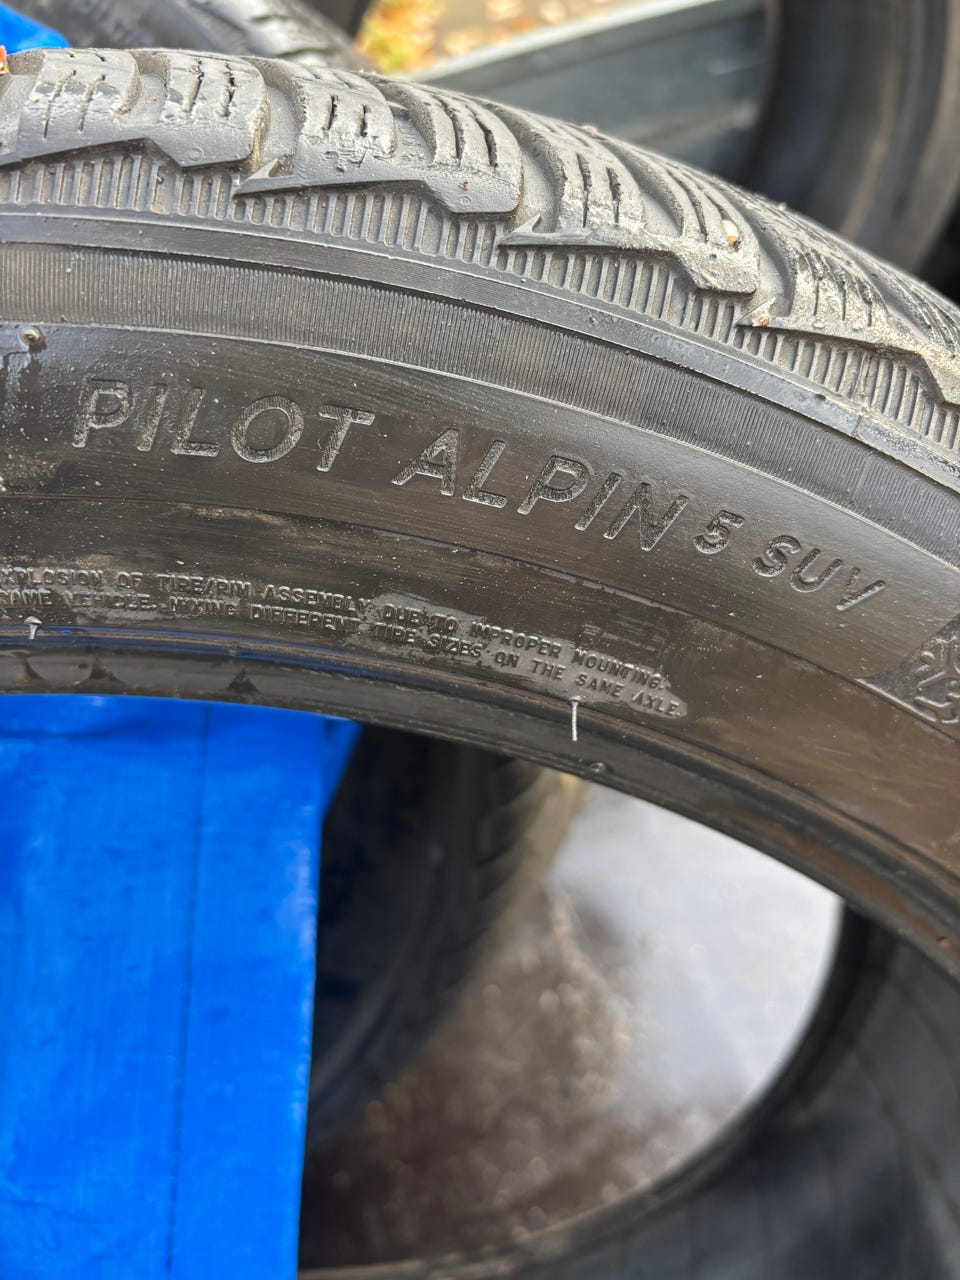 PILOT ALPIN 5 SUV
EXPLOSION OF TIRE/RIM ASSEMBLY DUE TO IMPROPER MOUNTING.
SAME VEHICLE. MIXING DIFFERENT TIRE SIZES ON THE SAME AXLE.